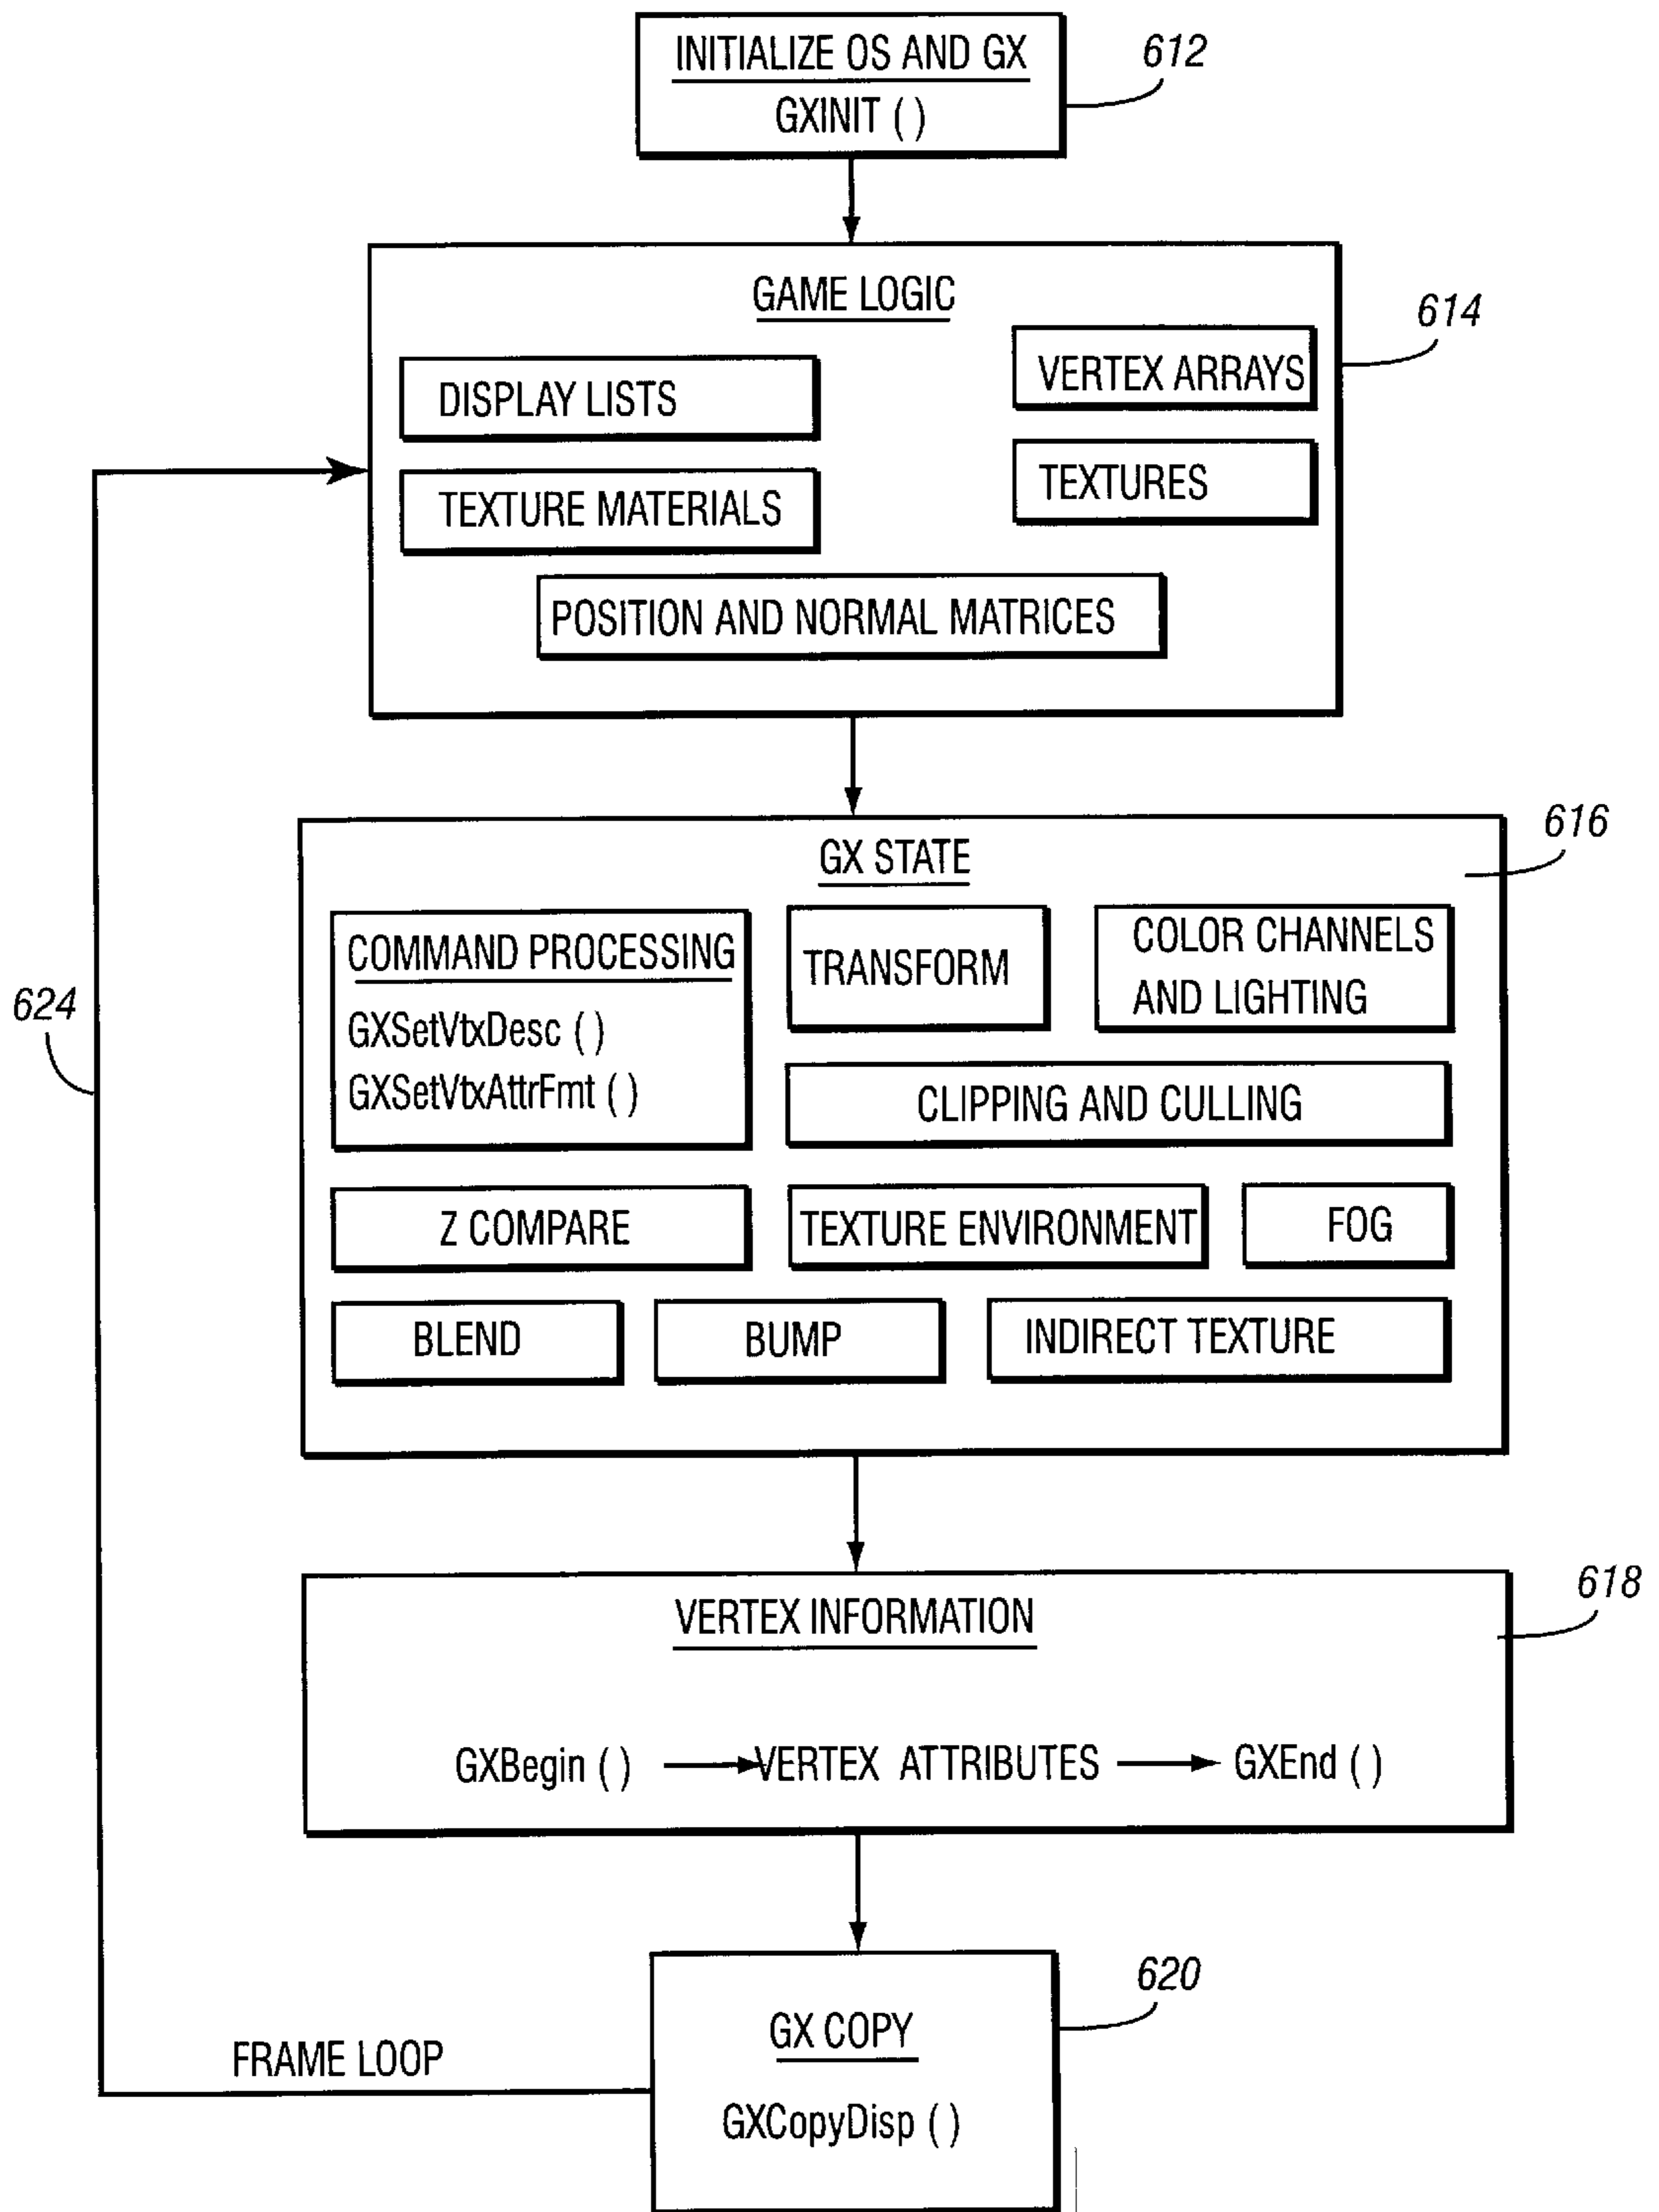 INITIALIZE OS AND GX
GXINIT ( )
612
GAME LOGIC
614
DISPLAY LISTS
VERTEX ARRAYS
TEXTURE MATERIALS
TEXTURES
POSITION AND NORMAL MATRICES
616
GX STATE
COMMAND PROCESSING
GXSetVtxDesc ( )
GXSetVtxAttrFmt ( )
TRANSFORM
COLOR CHANNELS
AND LIGHTING
CLIPPING AND CULLING
624
Z COMPARE
TEXTURE ENVIRONMENT
FOG
BLEND
BUMP
INDIRECT TEXTURE
618
VERTEX INFORMATION
GXBegin ( )
VERTEX ATTRIBUTES
GXEnd ( )
620
GX COPY
GXCopyDisp ( )
FRAME LOOP